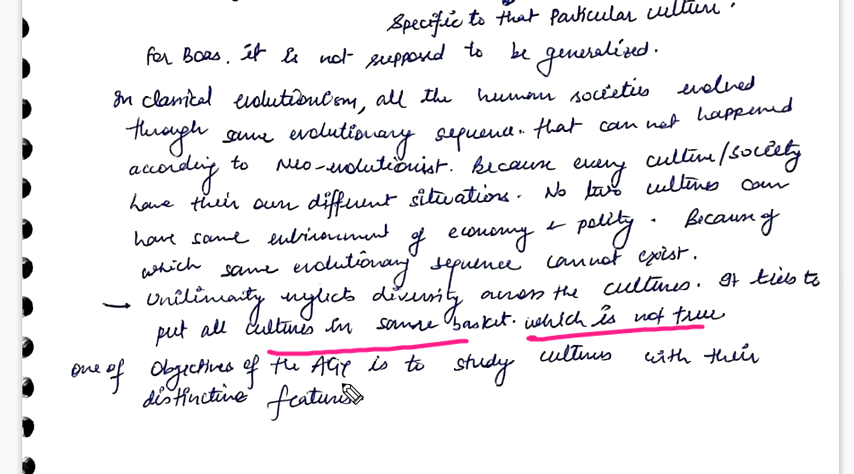 Specific to that Particular culture.
for Boas. it is not supposed to be generalized.
In classical evolutionism, all the human societies evolved
through same evolutionary sequence. that can not happened
according to Neo-evolutionist. Because every culture/society
have their own different situations. No two cultures can
have same environment of economy & polity. Because of
which same evolutionary sequence cannot exist.
→ Unilinearity neglects diversity across the cultures. It ties to
put all cultures in same basket. which is not true
one of Objectives of the is to study cultures with their
distinctive features